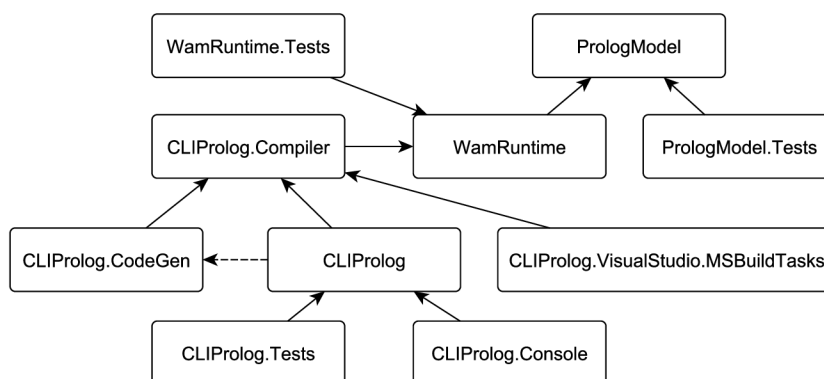 WamRuntime.Tests
PrologModel
CLIProlog.Compiler
WamRuntime
PrologModel.Tests
CLIProlog.CodeGen
CLIProlog
CLIProlog.VisualStudio.MSBuildTasks
CLIProlog.Tests
CLIProlog.Console